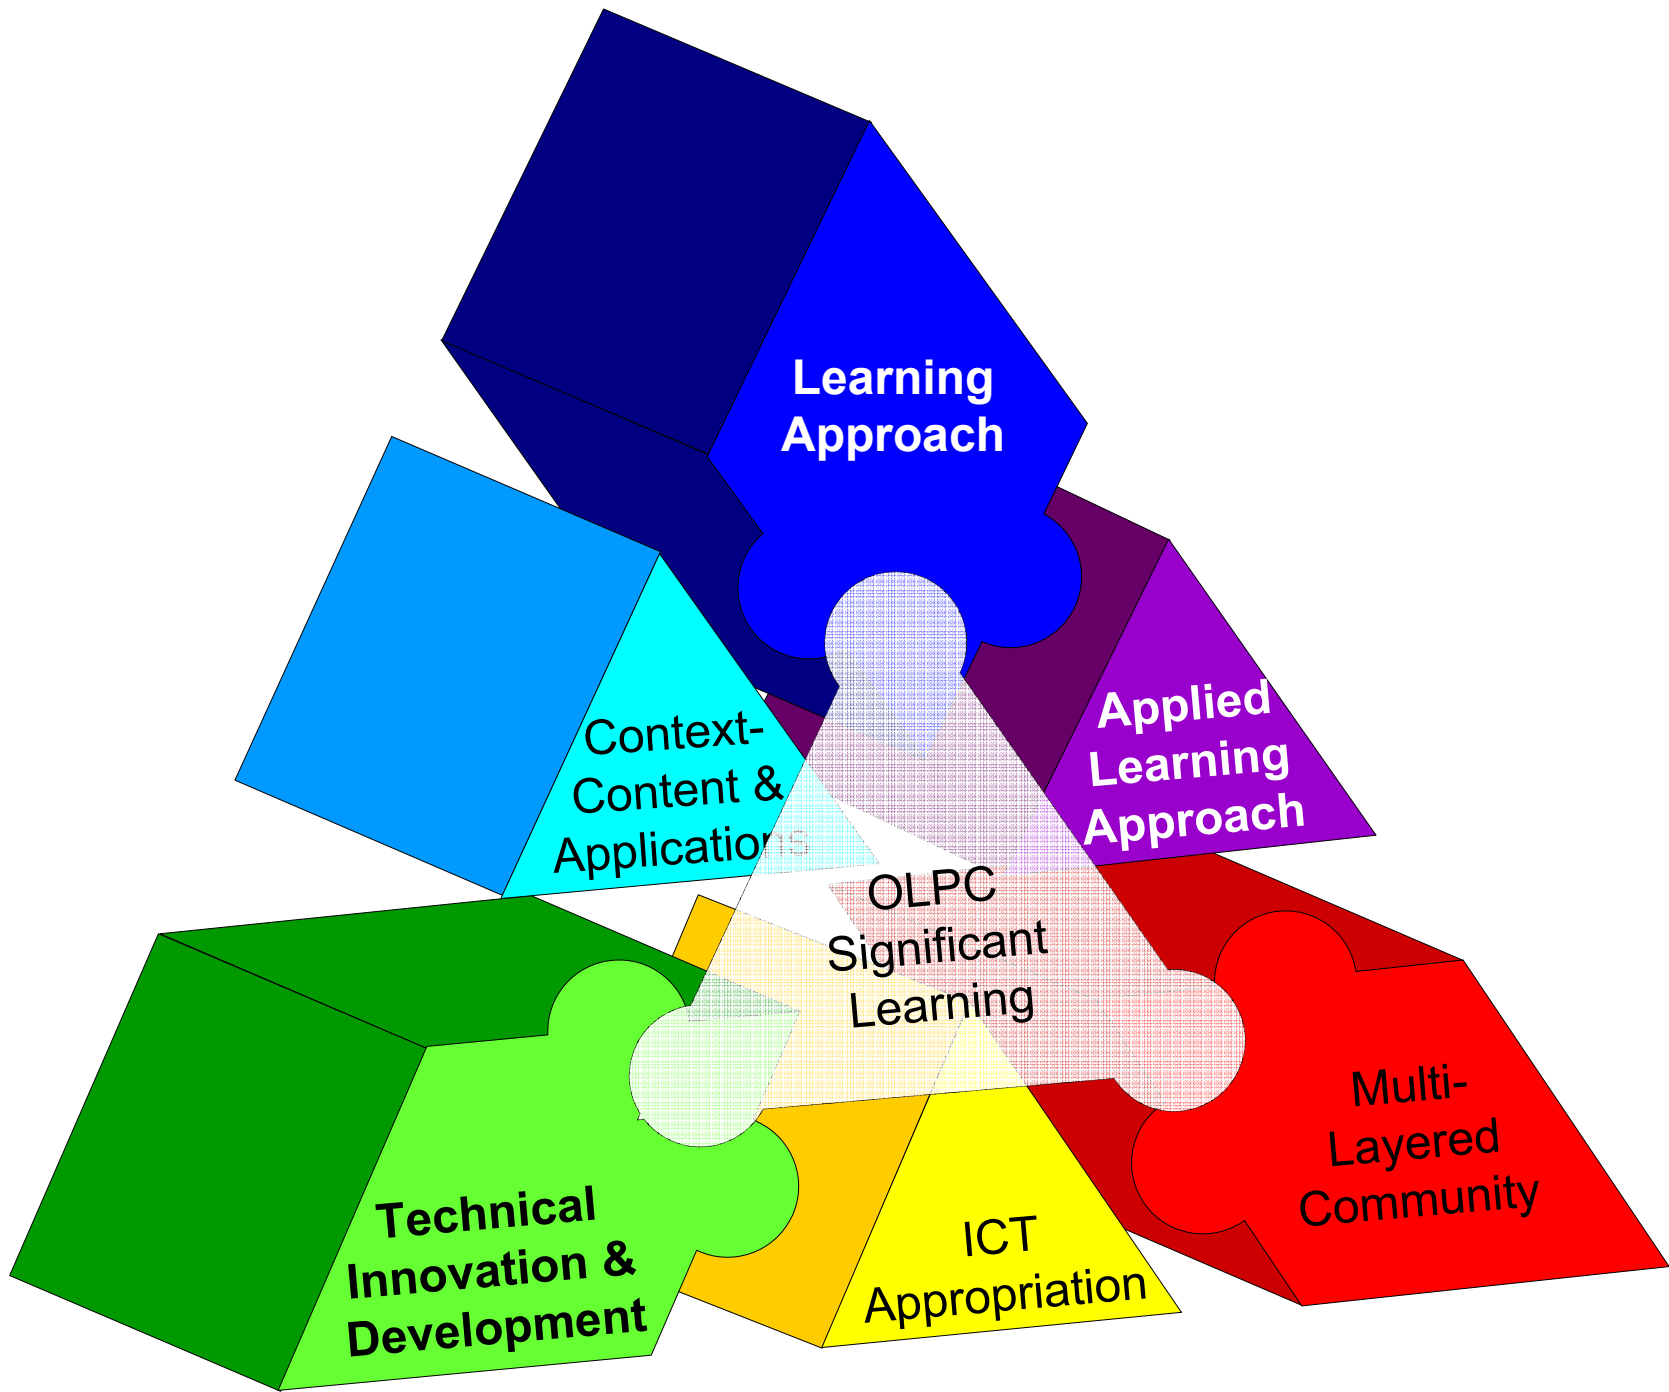 Learning
Approach
Context-
Content &
Applications
Applied
Learning
Approach
OLPC
Significant
Learning
Technical
Innovation &
Development
ICT
Appropriation
Multi-
Layered
Community